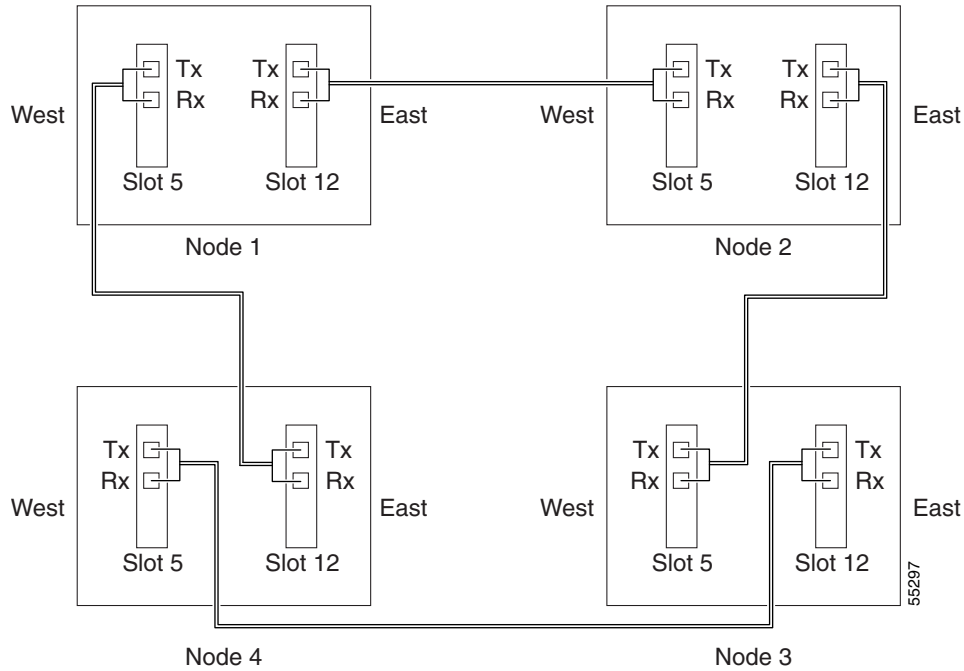 Tx Tx Tx Tx
Rx Rx Rx Rx
West East West East
Slot 5 Slot 12 Slot 5 Slot 12
Node 1 Node 2
Tx Tx Tx Tx
Rx Rx Rx Rx
West East West East
Slot 5 Slot 12 Slot 5 Slot 12
55297
Node 4 Node 3